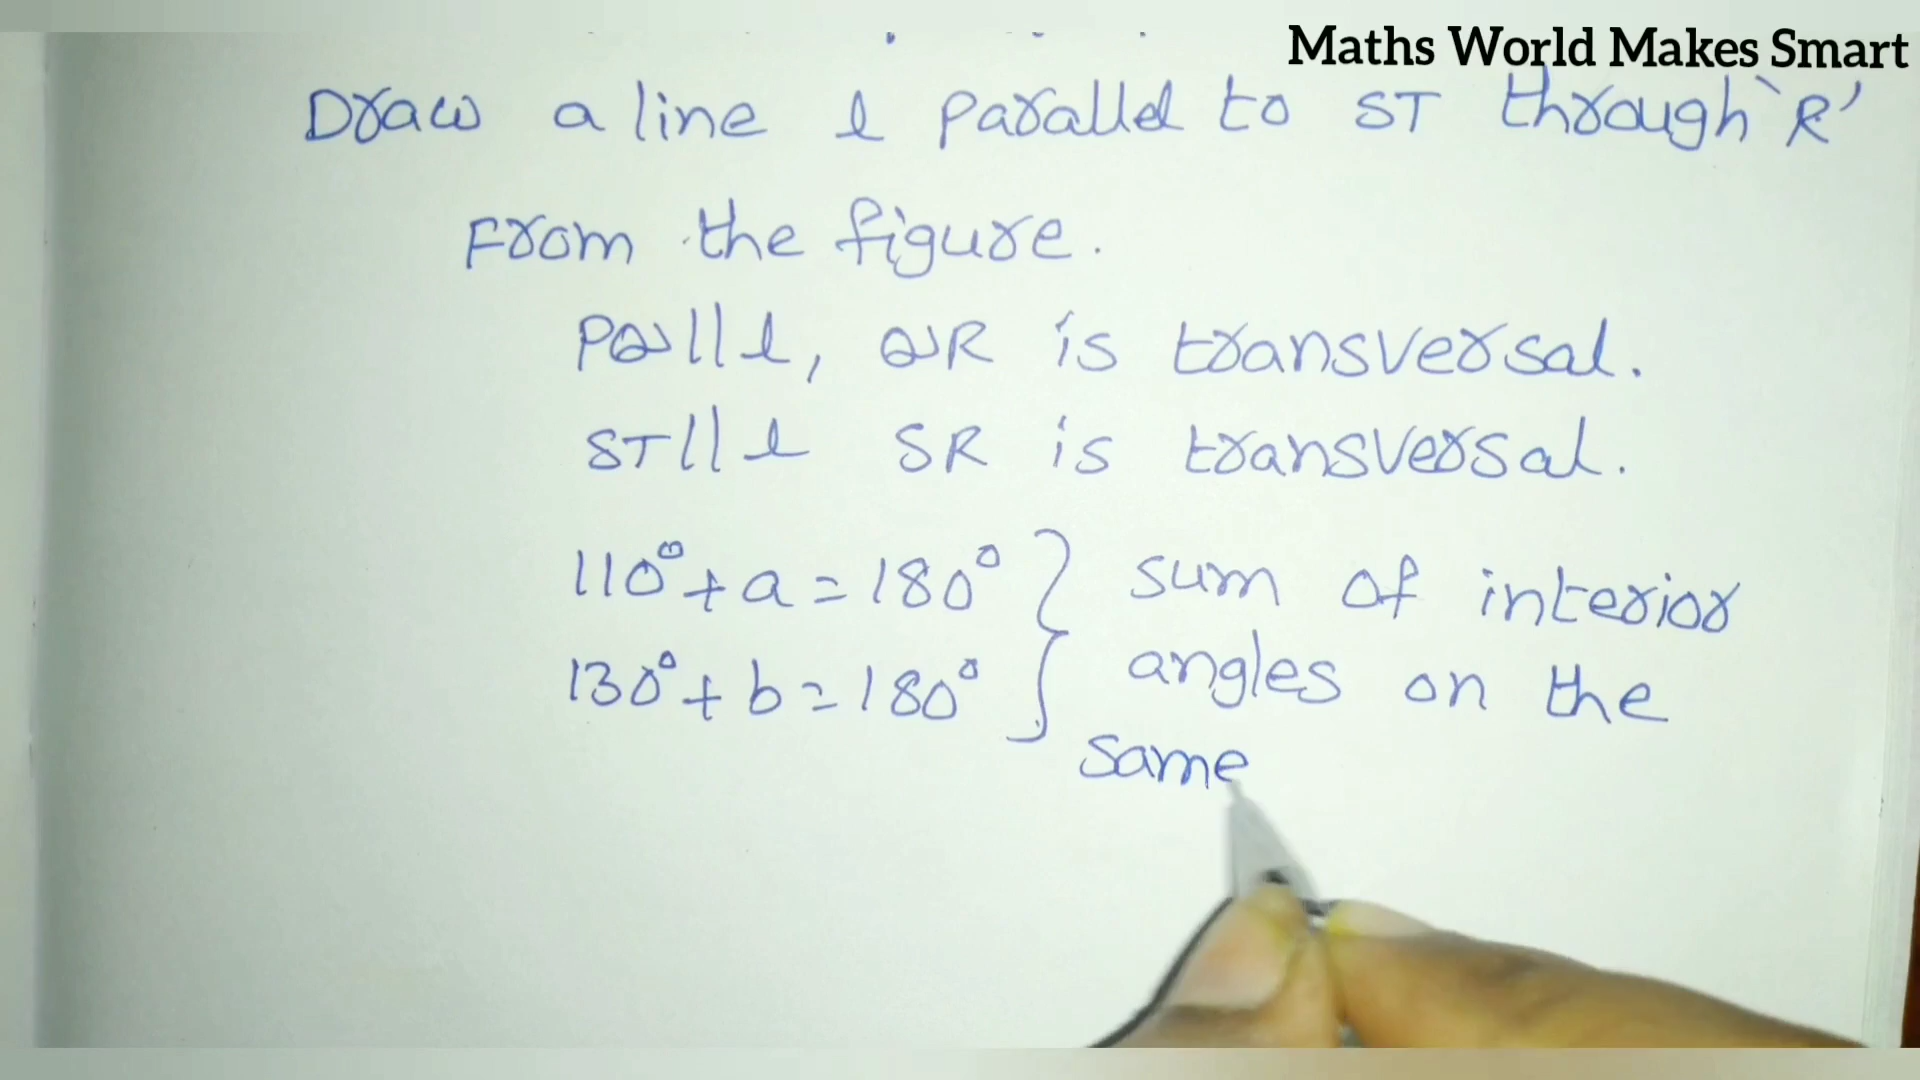 Maths World Makes Smart
Draw a line l parallel to ST through 'R'
From the figure.
PQ || l, QR is transversal.
ST || l SR is transversal.
110° + a = 180° } sum of interior
130° + b = 180° angles on the
same